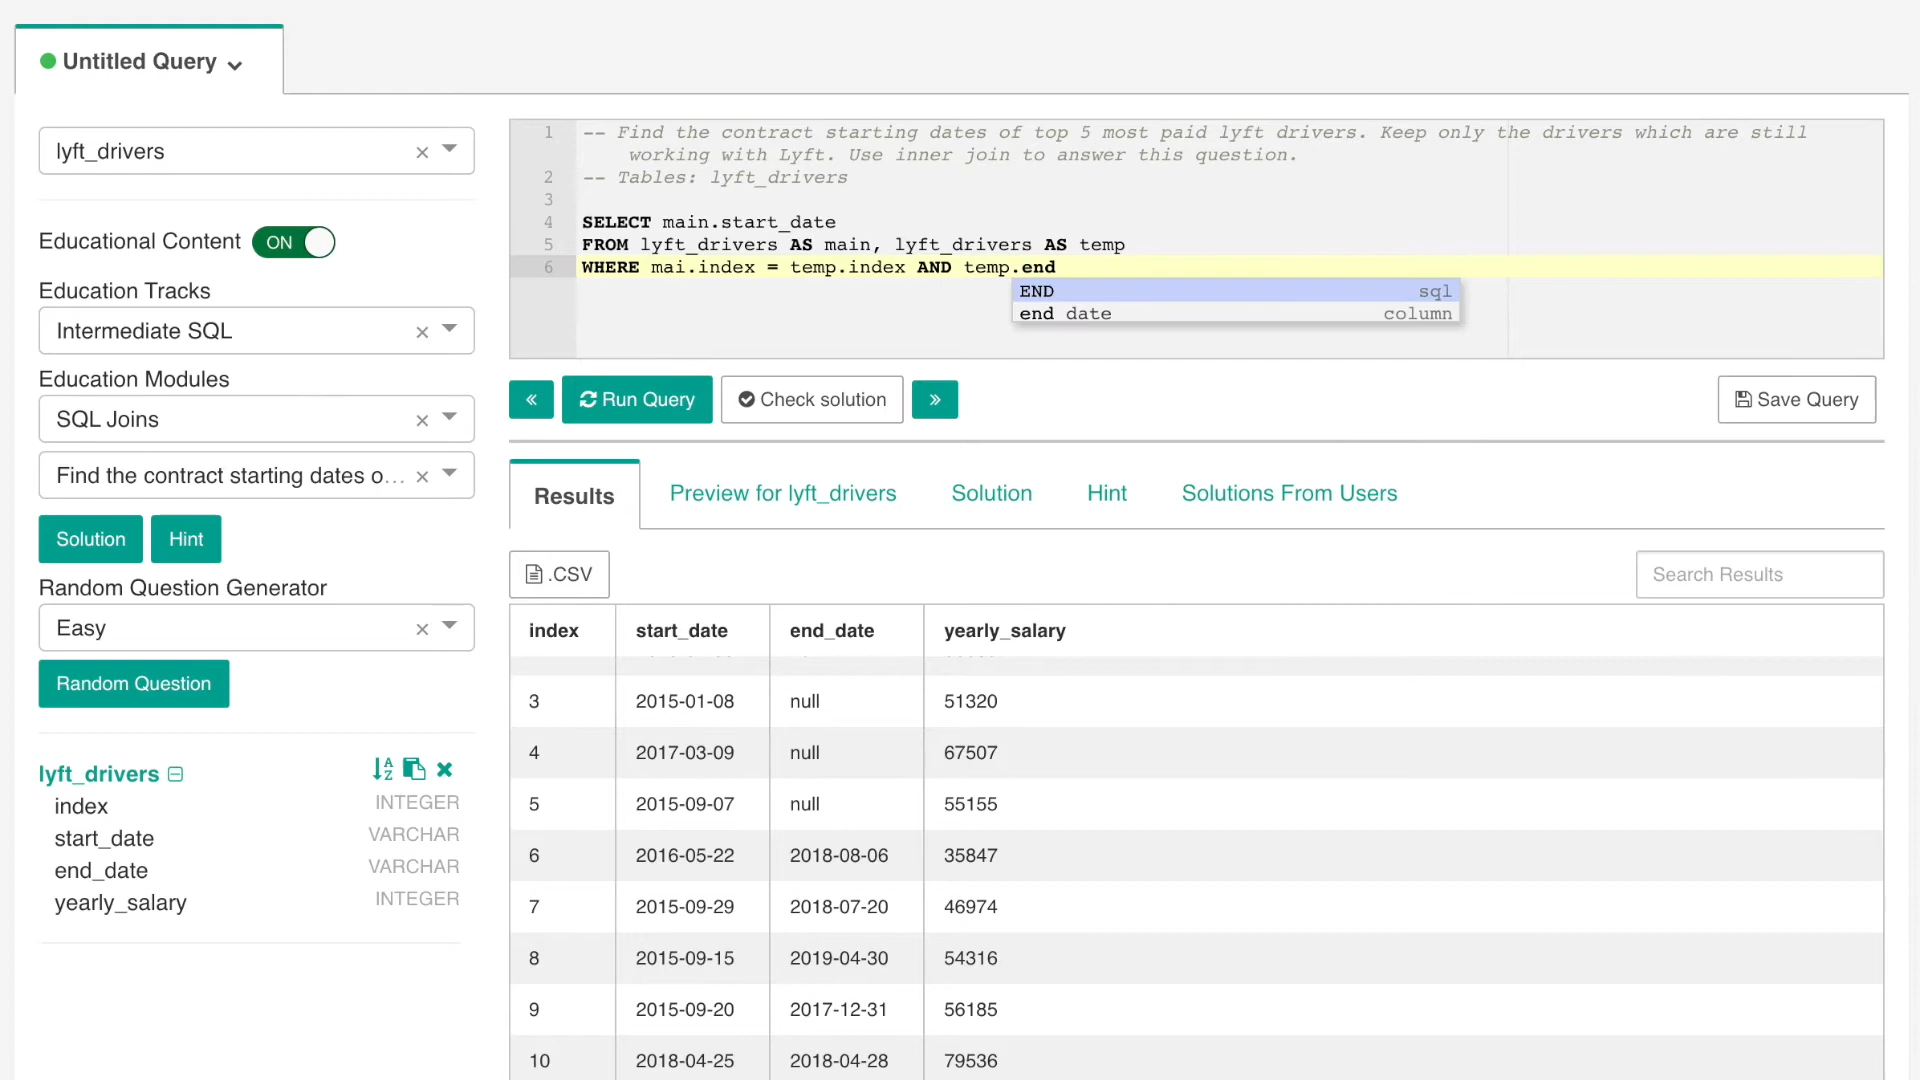 Untitled Query
lyft_drivers
Educational Content ON
Education Tracks
Intermediate SQL
Education Modules
SQL Joins
Find the contract starting dates o...
Solution Hint
Random Question Generator
Easy
Random Question
lyft_drivers
index INTEGER
start_date VARCHAR
end_date VARCHAR
yearly_salary INTEGER
1 -- Find the contract starting dates of top 5 most paid lyft drivers. Keep only the drivers which are still
working with Lyft. Use inner join to answer this question.
2 -- Tables: lyft_drivers
3
4 SELECT main.start_date
5 FROM lyft_drivers AS main, lyft_drivers AS temp
6 WHERE mai.index = temp.index AND temp.end
END sql
end date column
« Run Query Check solution » Save Query
Results Preview for lyft_drivers Solution Hint Solutions From Users
.CSV Search Results
index start_date end_date yearly_salary
3 2015-01-08 null 51320
4 2017-03-09 null 67507
5 2015-09-07 null 55155
6 2016-05-22 2018-08-06 35847
7 2015-09-29 2018-07-20 46974
8 2015-09-15 2019-04-30 54316
9 2015-09-20 2017-12-31 56185
10 2018-04-25 2018-04-28 79536